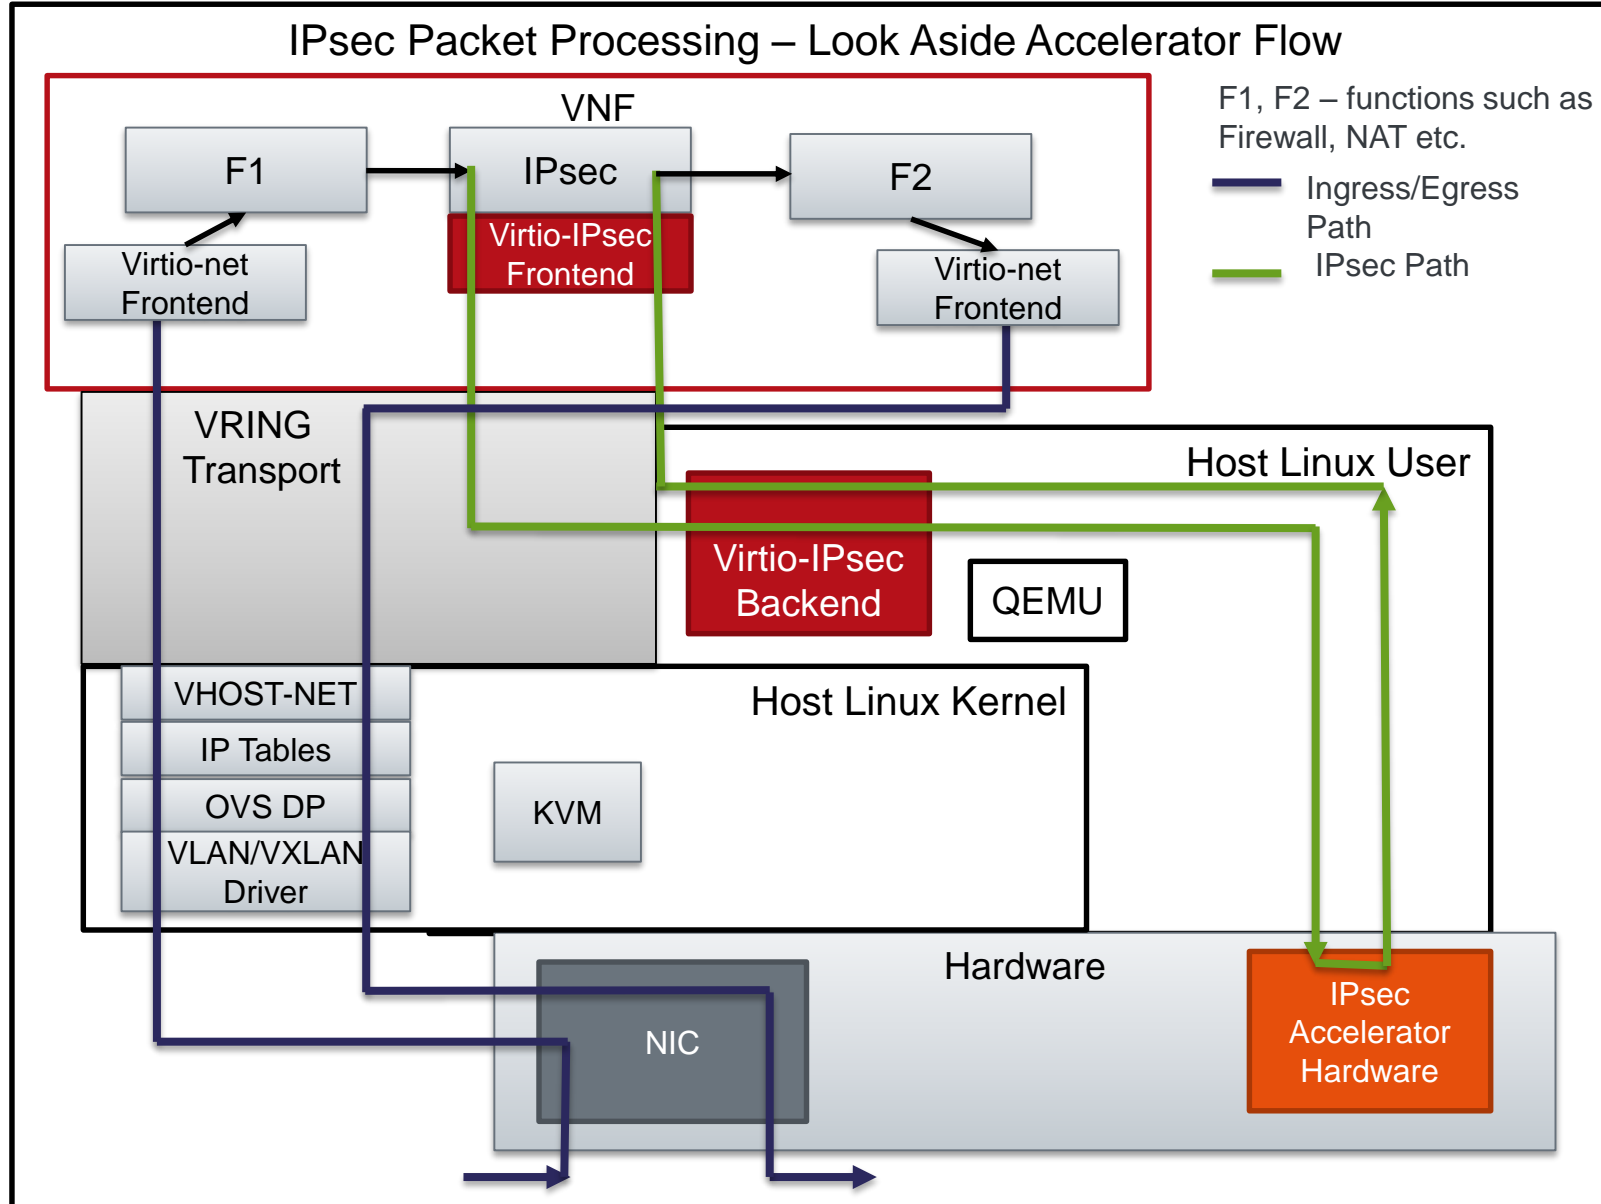 IPsec Packet Processing – Look Aside Accelerator Flow
VNF
F1
IPsec
F2
Virtio-IPsec
Frontend
Virtio-net
Frontend
Virtio-net
Frontend
F1, F2 – functions such as
Firewall, NAT etc.
Ingress/Egress
Path
IPsec Path
VRING
Transport
Host Linux User
Virtio-IPsec
Backend
QEMU
VHOST-NET
IP Tables
OVS DP
VLAN/VXLAN
Driver
Host Linux Kernel
KVM
Hardware
NIC
IPsec
Accelerator
Hardware